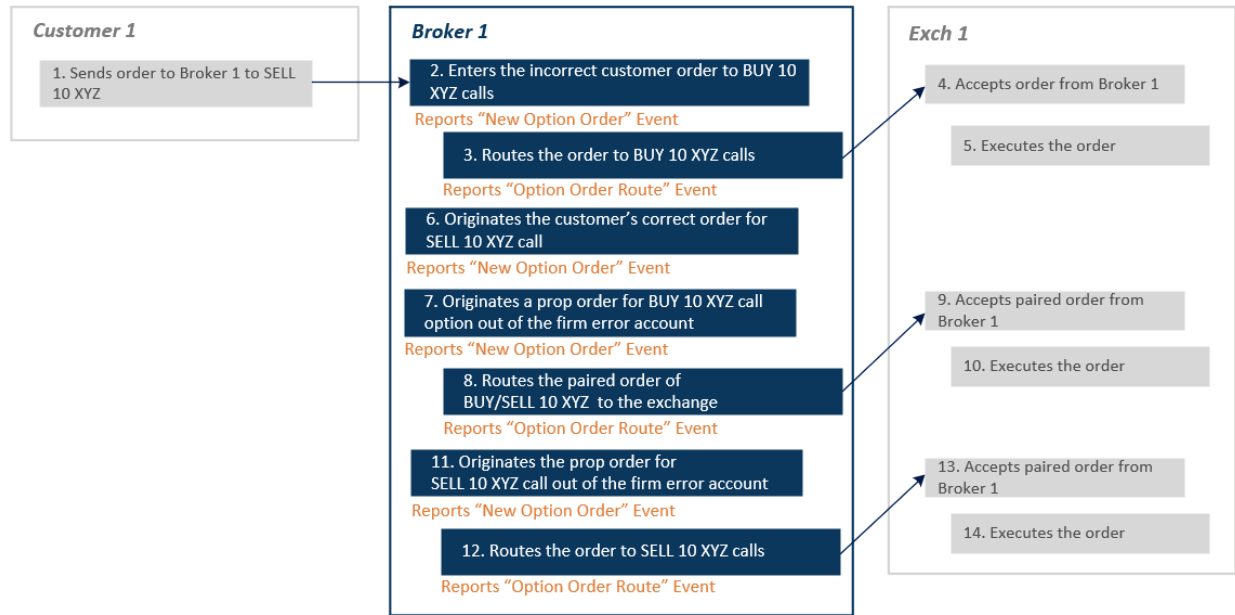 Customer 1
1. Sends order to Broker 1 to SELL
10 XYZ
Broker 1
2. Enters the incorrect customer order to BUY 10
XYZ calls
Reports “New Option Order” Event
3. Routes the order to BUY 10 XYZ calls
Reports “Option Order Route” Event
6. Originates the customer’s correct order for
SELL 10 XYZ call
Reports “New Option Order” Event
7. Originates a prop order for BUY 10 XYZ call
option out of the firm error account
Reports “New Option Order” Event
8. Routes the paired order of
BUY/SELL 10 XYZ to the exchange
Reports “Option Order Route” Event
11. Originates the prop order for
SELL 10 XYZ call out of the firm error account
Reports “New Option Order” Event
12. Routes the order to SELL 10 XYZ calls
Reports “Option Order Route” Event
Exch 1
4. Accepts order from Broker 1
5. Executes the order
9. Accepts paired order from
Broker 1
10. Executes the order
13. Accepts paired order from
Broker 1
14. Executes the order